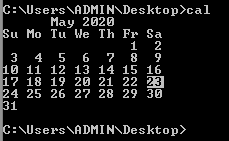 C:\Users\ADMIN\Desktop>cal
May 2020
Su Mo Tu We Th Fr Sa
1 2
3 4 5 6 7 8 9
10 11 12 13 14 15 16
17 18 19 20 21 22 23
24 25 26 27 28 29 30
31
C:\Users\ADMIN\Desktop>